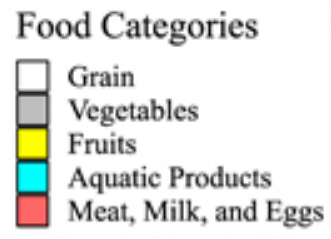 Food Categories
Grain
Vegetables
Fruits
Aquatic Products
Meat, Milk, and Eggs